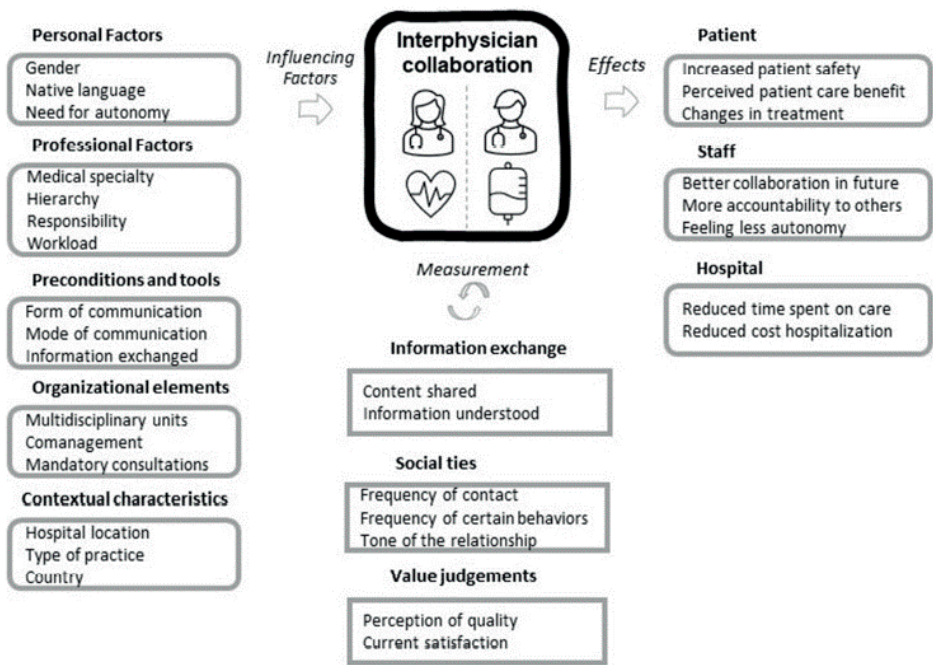 Personal Factors
Gender
Native language
Need for autonomy
Professional Factors
Medical specialty
Hierarchy
Responsibility
Workload
Preconditions and tools
Form of communication
Mode of communication
Information exchanged
Organizational elements
Multidisciplinary units
Comanagement
Mandatory consultations
Contextual characteristics
Hospital location
Type of practice
Country
Influencing
Factors
Interphysician
collaboration
Measurement
Information exchange
Content shared
Information understood
Social ties
Frequency of contact
Frequency of certain behaviors
Tone of the relationship
Value judgements
Perception of quality
Current satisfaction
Effects
Patient
Increased patient safety
Perceived patient care benefit
Changes in treatment
Staff
Better collaboration in future
More accountability to others
Feeling less autonomy
Hospital
Reduced time spent on care
Reduced cost hospitalization